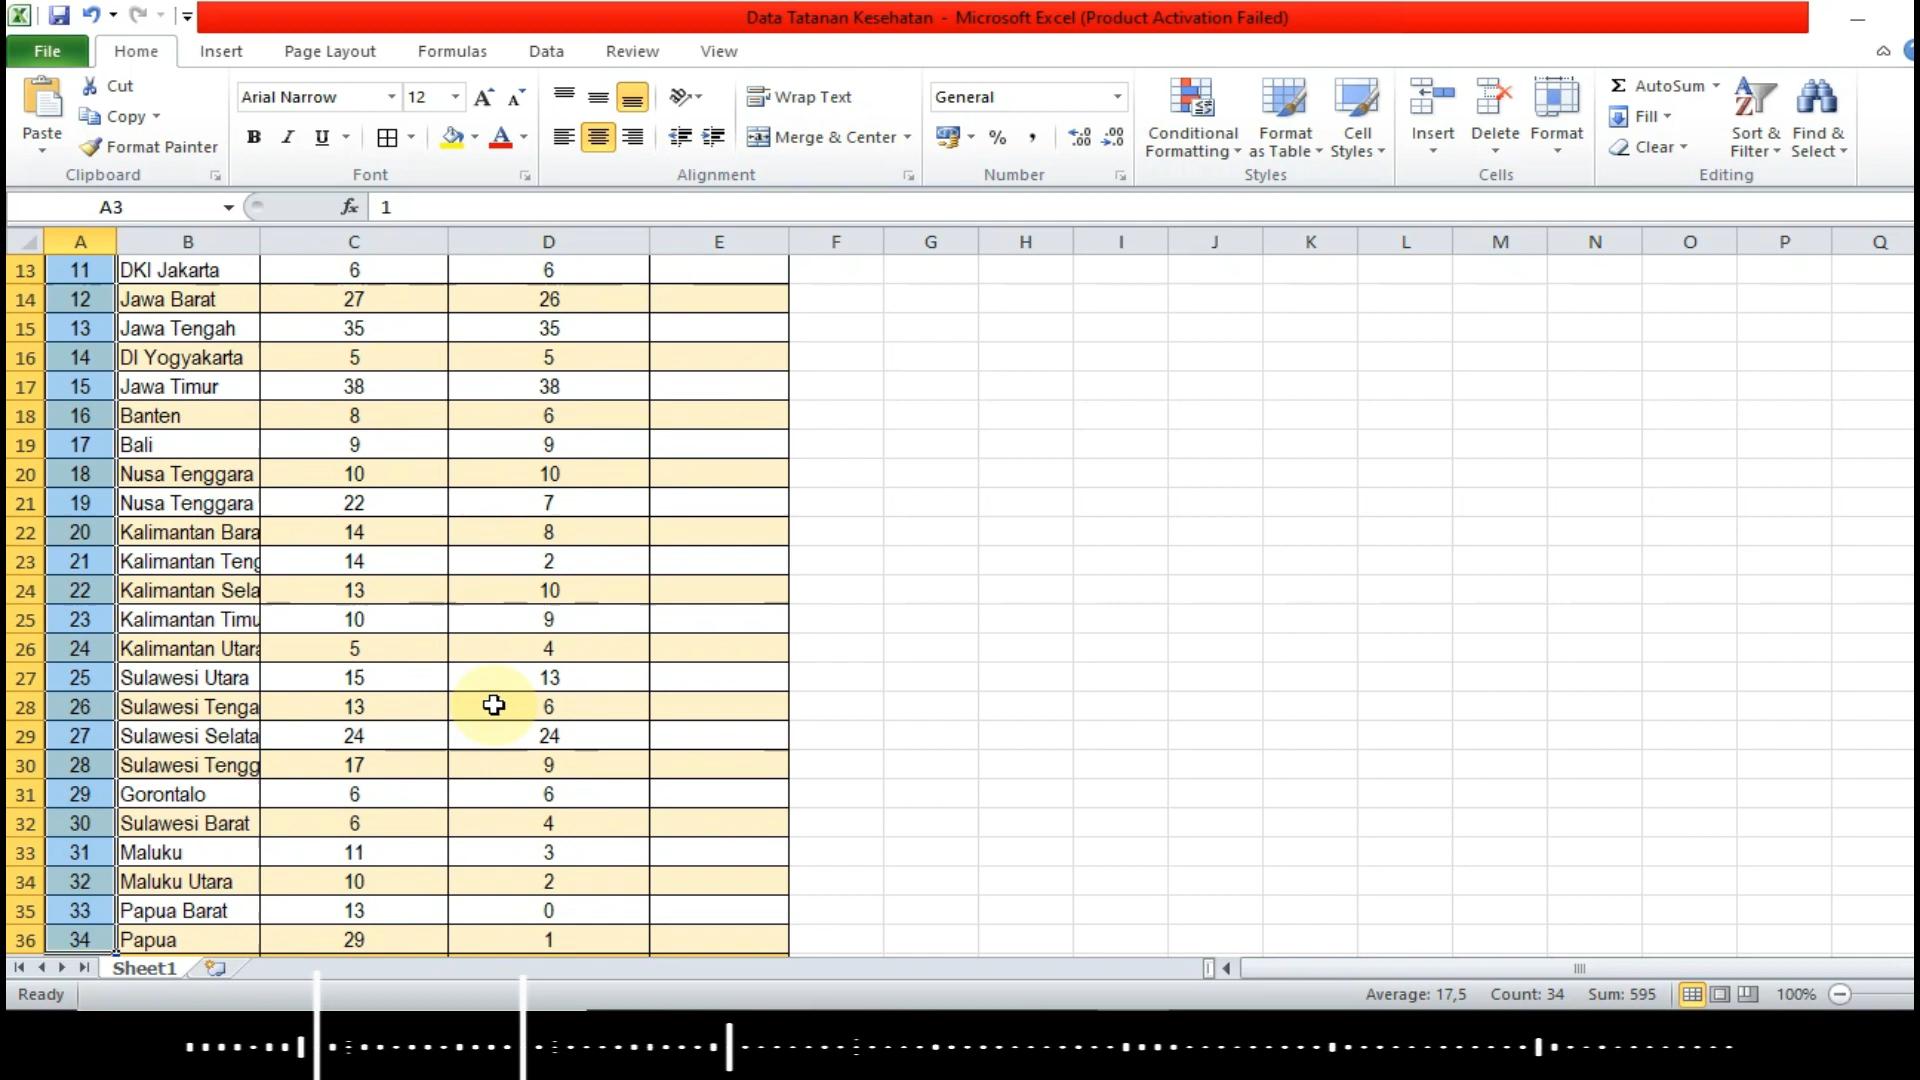 Data Tatanan Kesehatan - Microsoft Excel (Product Activation Failed)
File Home Insert Page Layout Formulas Data Review View
Paste
Cut
Copy
Format Painter
Clipboard
Arial Narrow 12
B I U
Font
Wrap Text
Merge & Center
Alignment
General
% ,
Number
Conditional Formatting
Format as Table
Cell Styles
Styles
Insert Delete Format
Cells
Σ AutoSum
Fill
Clear
Sort & Filter
Find & Select
Editing
A3 fx 1
A B C D E F G H I J K L M N O P Q
13 11 DKI Jakarta 6 6
14 12 Jawa Barat 27 26
15 13 Jawa Tengah 35 35
16 14 DI Yogyakarta 5 5
17 15 Jawa Timur 38 38
18 16 Banten 8 6
19 17 Bali 9 9
20 18 Nusa Tenggara 10 10
21 19 Nusa Tenggara 22 7
22 20 Kalimantan Bara 14 8
23 21 Kalimantan Teng 14 2
24 22 Kalimantan Sela 13 10
25 23 Kalimantan Timu 10 9
26 24 Kalimantan Utara 5 4
27 25 Sulawesi Utara 15 13
28 26 Sulawesi Tenga 13 6
29 27 Sulawesi Selata 24 24
30 28 Sulawesi Tengg 17 9
31 29 Gorontalo 6 6
32 30 Sulawesi Barat 6 4
33 31 Maluku 11 3
34 32 Maluku Utara 10 2
35 33 Papua Barat 13 0
36 34 Papua 29 1
Sheet1
Ready Average: 17,5 Count: 34 Sum: 595 100%